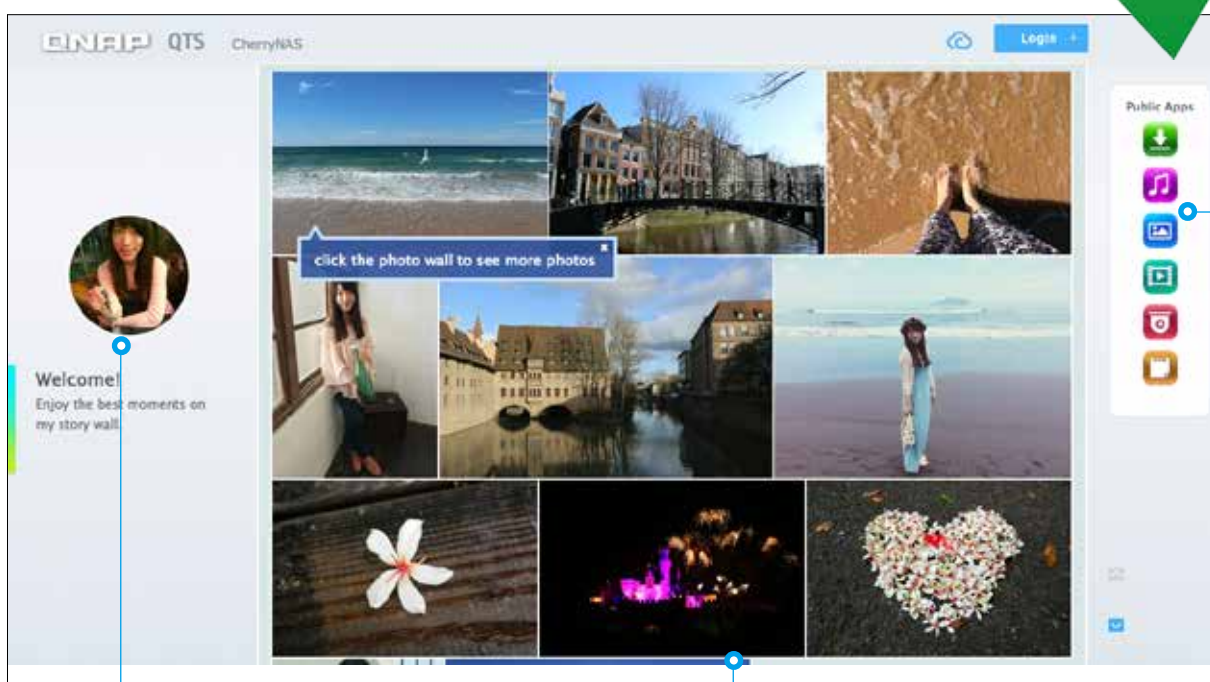 QNAP QTS CherryNAS
Login +
Public Apps
click the photo wall to see more photos
Welcome!
Enjoy the best moments on
my story wall